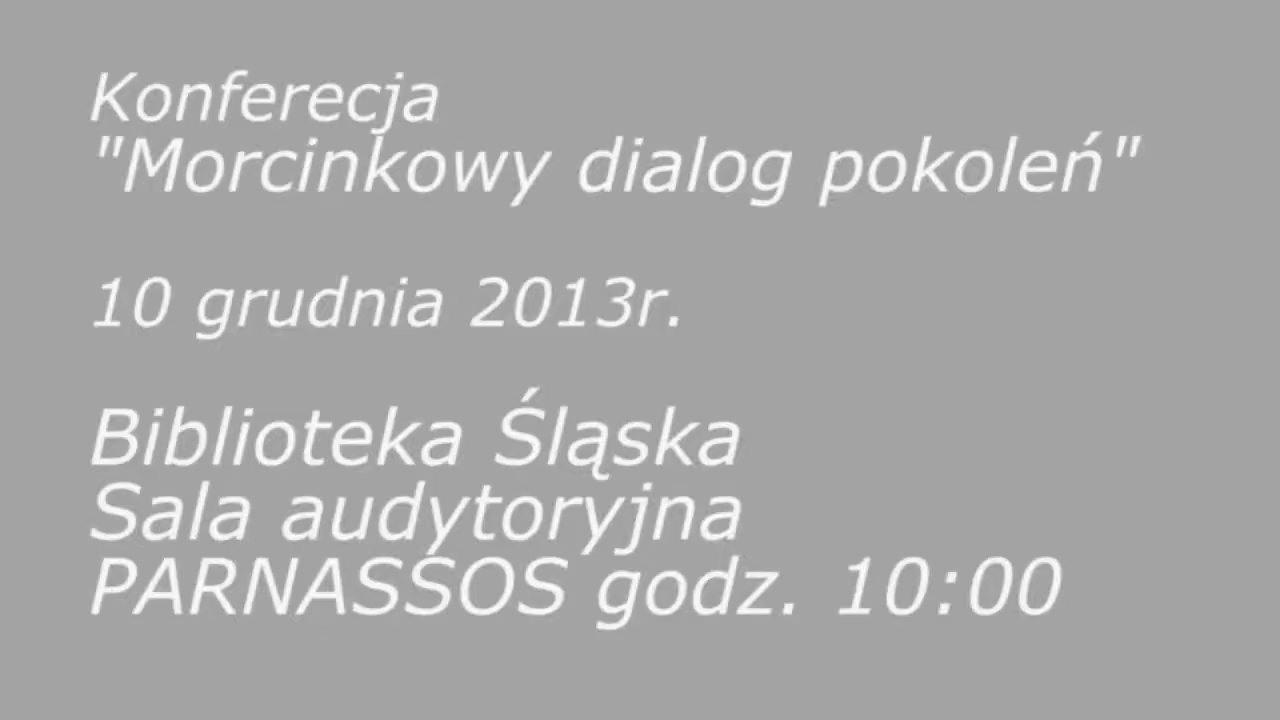 Konferecja
"Morcinkowy dialog pokoleń"
10 grudnia 2013r.
Biblioteka Śląska
Sala audytoryjna
PARNASSOS godz. 10:00